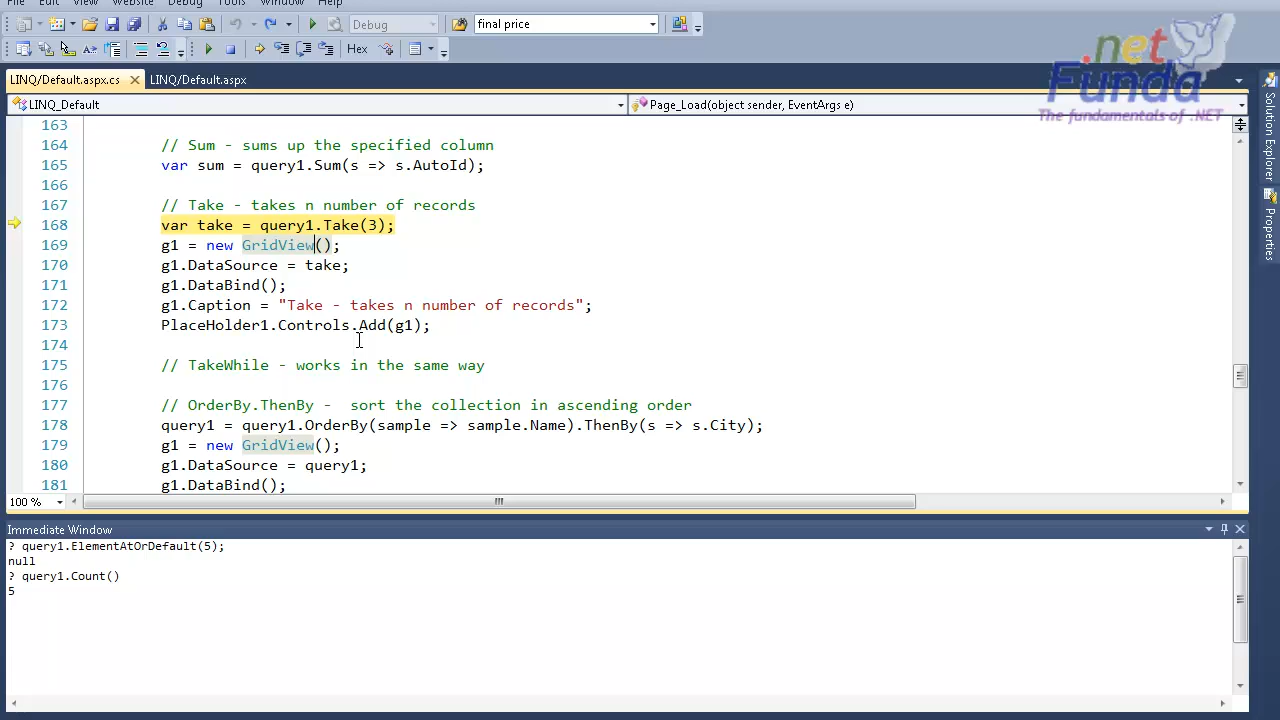 File Edit View Website Debug Tools Window Help
Debug final price
Hex
.net
Funda
The fundamentals of .NET
LINQ/Default.aspx.cs LINQ/Default.aspx
LINQ_Default Page_Load(object sender, EventArgs e)
163
164 // Sum - sums up the specified column
165 var sum = query1.Sum(s => s.AutoId);
166
167 // Take - takes n number of records
168 var take = query1.Take(3);
169 g1 = new GridView();
170 g1.DataSource = take;
171 g1.DataBind();
172 g1.Caption = "Take - takes n number of records";
173 PlaceHolder1.Controls.Add(g1);
174
175 // TakeWhile - works in the same way
176
177 // OrderBy.ThenBy -  sort the collection in ascending order
178 query1 = query1.OrderBy(sample => sample.Name).ThenBy(s => s.City);
179 g1 = new GridView();
180 g1.DataSource = query1;
181 g1.DataBind();
100 %
Solution Explorer
Properties
Immediate Window
? query1.ElementAtOrDefault(5);
null
? query1.Count()
5